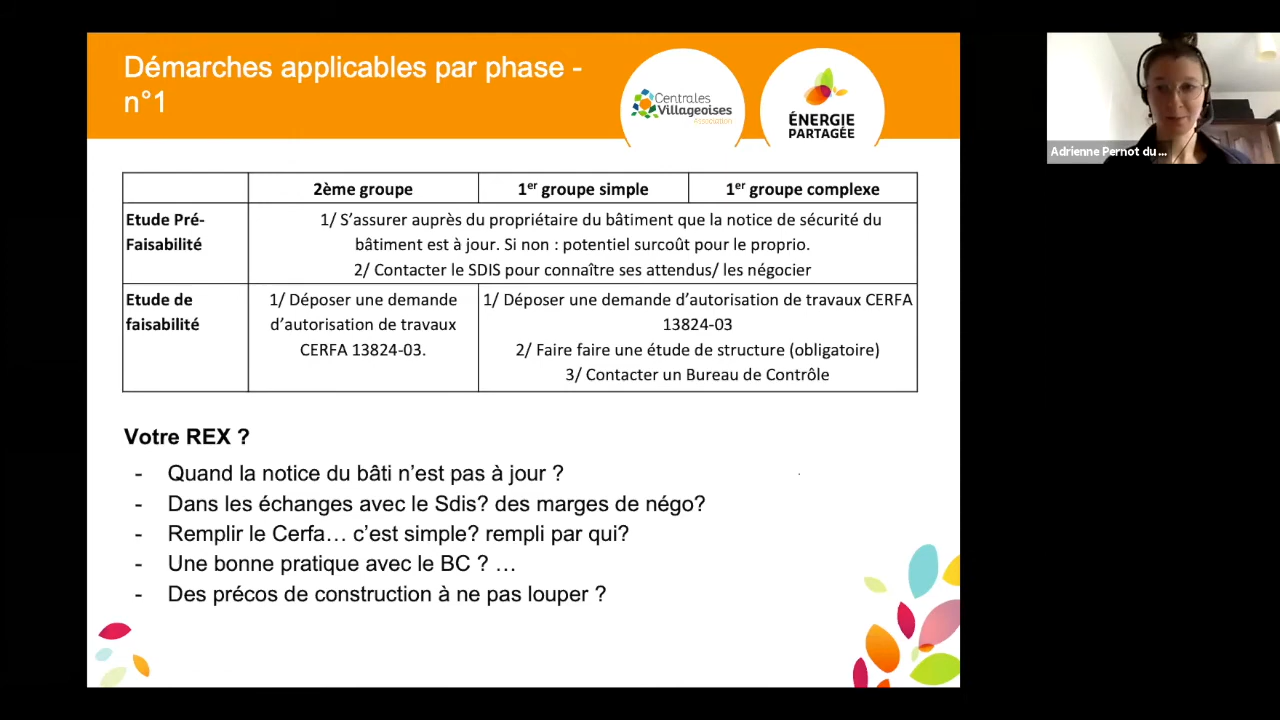 Démarches applicables par phase -
n°1
Centrales
Villageoises
Association
ÉNERGIE
PARTAGÉE
Adrienne Pernot du ...
2ème groupe
1er groupe simple
1er groupe complexe
Etude Pré-
Faisabilité
1/ S’assurer auprès du propriétaire du bâtiment que la notice de sécurité du
bâtiment est à jour. Si non : potentiel surcoût pour le proprio.
2/ Contacter le SDIS pour connaître ses attendus/ les négocier
Etude de
faisabilité
1/ Déposer une demande
d’autorisation de travaux
CERFA 13824-03.
1/ Déposer une demande d’autorisation de travaux CERFA
13824-03
2/ Faire faire une étude de structure (obligatoire)
3/ Contacter un Bureau de Contrôle
Votre REX ?
- Quand la notice du bâti n’est pas à jour ?
- Dans les échanges avec le Sdis? des marges de négo?
- Remplir le Cerfa… c’est simple? rempli par qui?
- Une bonne pratique avec le BC ? …
- Des précos de construction à ne pas louper ?